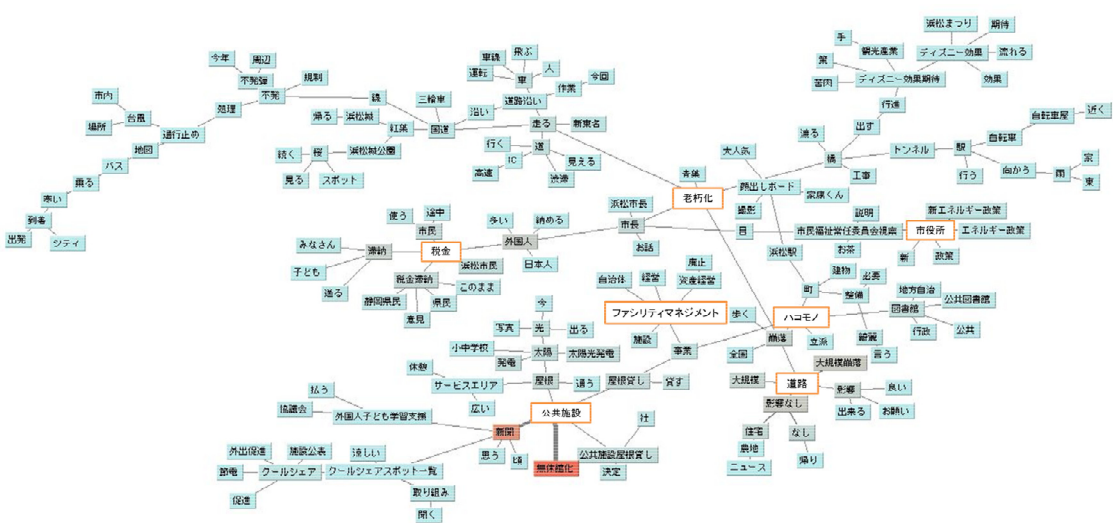 浜松まつり
期待
手
観光産業
ディズニー効果
流れる
策
苦肉
ディズニー効果期待
効果
行進
今年
周辺
不発弾
不発
規制
処理
市内
台風
場所
通行止め
地図
バス
乗る
寒い
到着
出発
シティ
車線
飛ぶ
運転
車
人
今回
作業
道路沿い
沿い
三輪車
緑
帰る
浜松城
紅葉
国道
走る
新東名
続く
桜
浜松城公園
見る
スポット
行く
IC
道
見える
高速
渋滞
渡る
出す
橋
トンネル
工事
駅
行う
自転車
自転車屋
近く
向かう
雨
家
東
大人気
青葉
老朽化
顔出しボード
家康くん
撮影
目
説明
市民福祉常任委員会視察
お茶
市役所
新エネルギー政策
エネルギー政策
新
政策
浜松市長
市長
お話
多い
納める
外国人
日本人
使う
途中
市民
税金
みなさん
滞納
子ども
送る
浜松市民
税金滞納
このまま
静岡県民
県民
意見
浜松駅
町
建物
必要
整備
綺麗
言う
地方自治
図書館
公共図書館
行政
公共
廃止
自治体
経営
資産経営
ファシリティマネジメント
施設
事業
歩く
ハコモノ
崩落
立派
全国
大規模崩落
大規模
道路
影響
良い
出来る
お願い
影響なし
住宅
なし
農地
ニュース
帰り
今
写真
光
出る
小中学校
太陽
発電
太陽光発電
休憩
サービスエリア
屋根
違う
広い
屋根貸し
貸す
公共施設
払う
協議会
外国人子ども学習支援
展開
思う
頃
無休館化
社
公共施設屋根貸し
決定
外出促進
施設公表
涼しい
節電
クールシェア
クールシェアスポット一覧
促進
取り組み
聞く